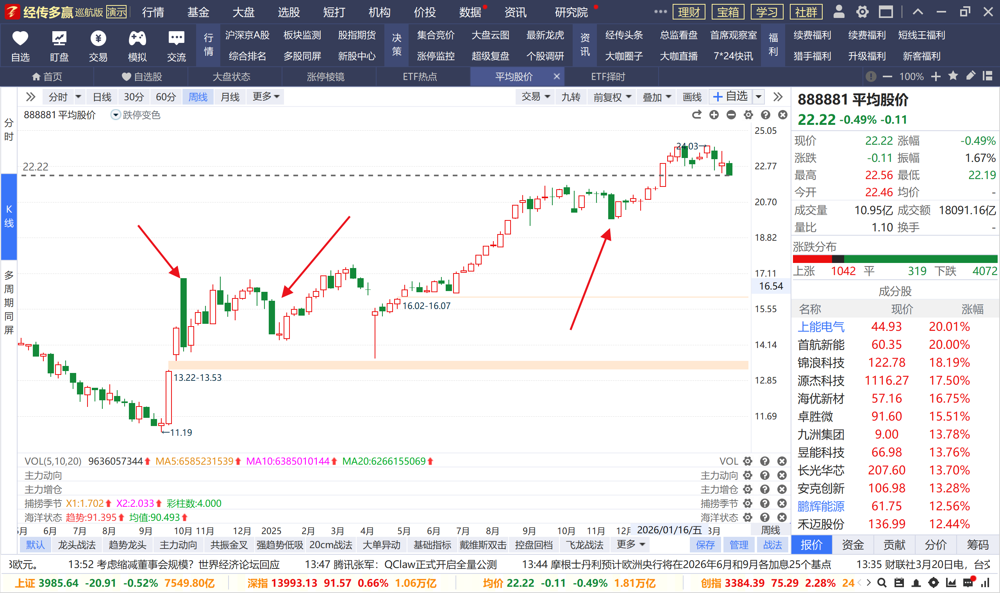 经传多赢 巡航版 演示 行情 基金 大盘 选股 短打 机构 价投 数据 资讯 研究院 理财 宝箱 学习 社群
自选 盯盘 交易 模拟 交流
行情 沪深京A股 板块监测 股指期货 决策 集合竞价 大盘云图 最新龙虎 资讯 经传头条 总监看盘 首席观察室 福利 续费福利 续费福利 短线王福利
综合排名 多股同屏 新股中心 涨停监控 超级复盘 个股调研 大咖圈子 大咖直播 7*24快讯 猎手福利 升级福利 新客福利
首页 自选股 大盘状态 涨停棱镜 ETF热点 平均股价 ETF择时 100%
分时 日线 30分 60分 周线 月线 更多 交易 九转 前复权 叠加 画线 自选
888881 平均股价 跌停变色
分时
K线
多周期同屏
25.05
24.03
22.22
22.77
20.70
18.82
17.11
16.54
16.02-16.07
15.55
14.14
13.22-13.53
12.85
11.69
11.19
VOL(5,10,20) 9636057344 MA5:6585231539 MA10:6385010144 MA20:6266155069 VOL
主力动向 主力动向
主力增仓 主力增仓
捕捞季节 X1:1.702 X2:2.033 彩柱数:4.000 捕捞季节
海洋状态 趋势:91.395 均值:90.493 海洋状态
6月 7月 8月 9月 10月 11月 12月 2025 2月 3月 4月 5月 6月 7月 8月 9月 10月 11月 2026/01/16/五 周线
默认 龙头战法 趋势龙头 主力动向 共振金叉 强趋势低吸 20cm战法 大单异动 基础指标 戴维斯双击 控盘回档 飞龙战法 更多 保存 管理 战法
888881 平均股价
22.22 -0.49% -0.11
现价 22.22 涨幅 -0.49%
涨跌 -0.11 振幅 1.67%
最高 22.56 最低 22.19
今开 22.46 均价 -
成交量 10.95亿 成交额 18091.16亿
量比 1.10 换手 -
涨跌分布
上涨 1042 平 319 下跌 4072
成分股
名称 现价 涨幅
上能电气 44.93 20.01%
首航新能 60.35 20.00%
锦浪科技 122.78 18.19%
源杰科技 1116.27 17.50%
海优新材 57.16 16.75%
卓胜微 91.60 15.51%
九洲集团 9.00 13.78%
昱能科技 66.98 13.76%
长光华芯 207.60 13.70%
安克创新 106.98 13.28%
鹏辉能源 61.75 12.56%
禾迈股份 136.99 12.44%
报价 资金 贡献 分价 筹码
欧元。 13:52 考虑缩减董事会规模？世界经济论坛回应 13:47 腾讯张军：QClaw正式开启全量公测 13:44 摩根士丹利预计欧洲央行将在2026年6月和9月各加息25个基点 13:35 财联社3月20日电，台
上证 3985.64 -20.91 -0.52% 7549.80亿 深指 13993.13 91.57 0.66% 1.06万亿 均价 22.22 -0.11 -0.49% 1.81万亿 创指 3384.39 75.29 2.28% 24